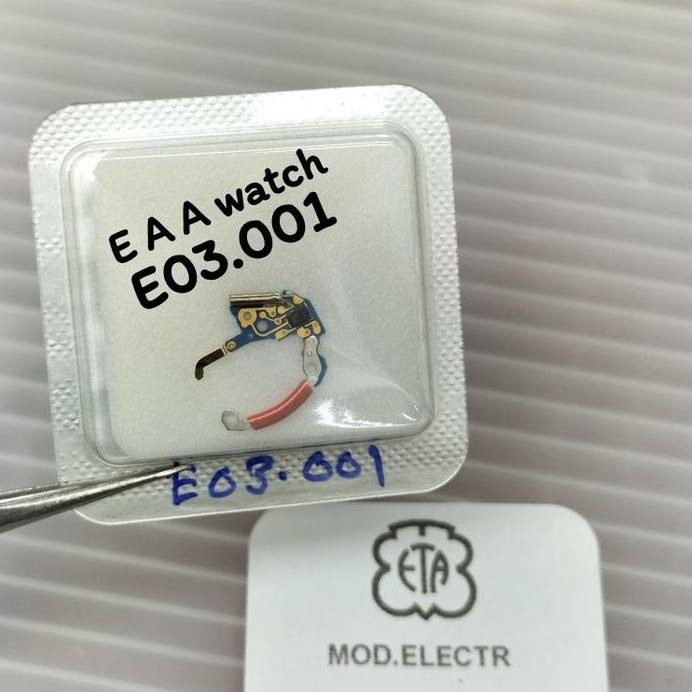 E A A watch
E03.001
E03.001
ETA
MOD.ELECTR